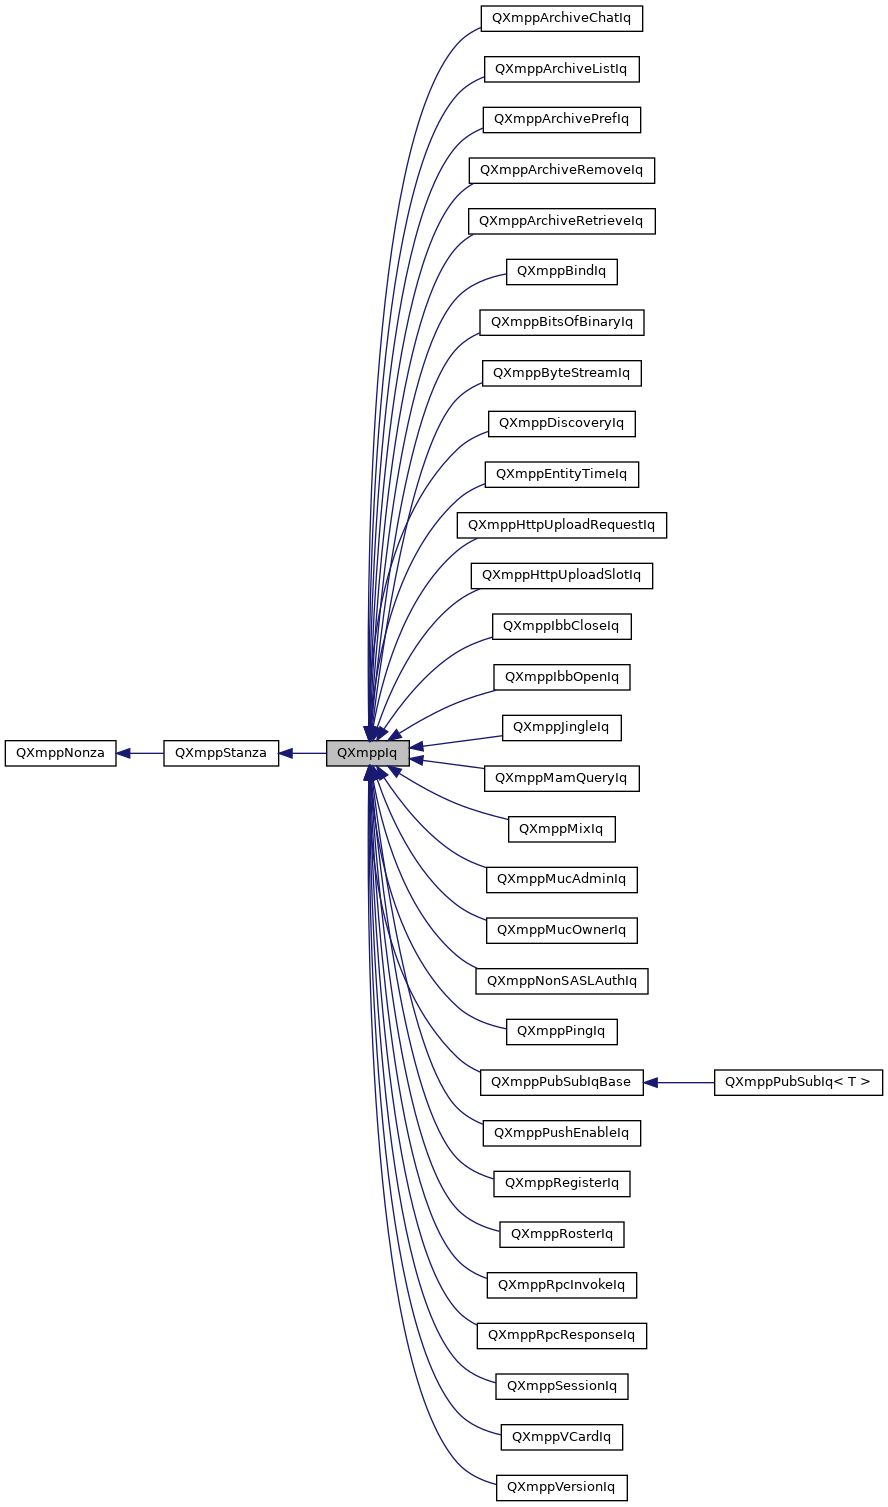 QXmppArchiveChatIq
QXmppArchiveListIq
QXmppArchivePrefIq
QXmppArchiveRemoveIq
QXmppArchiveRetrieveIq
QXmppBindIq
QXmppBitsOfBinaryIq
QXmppByteStreamIq
QXmppDiscoveryIq
QXmppEntityTimeIq
QXmppHttpUploadRequestIq
QXmppHttpUploadSlotIq
QXmppIbbCloseIq
QXmppIbbOpenIq
QXmppJingleIq
QXmppNonza QXmppStanza QXmppIq
QXmppMamQueryIq
QXmppMixIq
QXmppMucAdminIq
QXmppMucOwnerIq
QXmppNonSASLAuthIq
QXmppPingIq
QXmppPubSubIqBase QXmppPubSubIq< T >
QXmppPushEnableIq
QXmppRegisterIq
QXmppRosterIq
QXmppRpcInvokeIq
QXmppRpcResponseIq
QXmppSessionIq
QXmppVCardIq
QXmppVersionIq